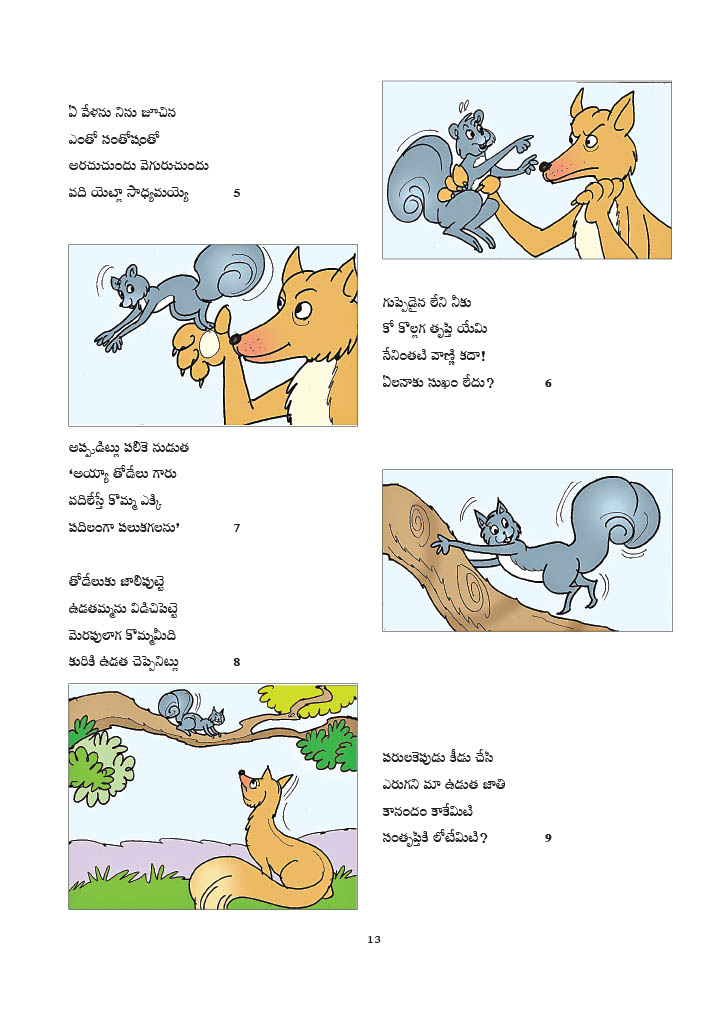 ఏ వేళను నిను జూచిన
ఎంతో సంతోషంతో
అరచుచుందు వెగురుచుందు
వది యెబ్లా సాధ్యమయ్యె 5
గుప్పెడైన లేని నీకు
కో కొల్లగ తృప్తి యేమి
నేనింతటి వాణ్ణి కదా!
ఏలనాకు సుఖం లేదు? 6
అప్పుడిట్లు పలికె నుడుత
‘అయ్యా తోడేలు గారు
వదిలేస్తే కొమ్మ ఎక్కి
పదిలంగా పలుకగలను’ 7
తోడేలుకు జాలిపుట్టె
ఉడతమ్మను విడిచిపెట్టె
మెరపులాగ కొమ్మమీది
కురికి ఉడత చెప్పెనిట్లు 8
పరులకెపుడు కీడు చేసి
ఎరుగని మా ఉడుత జాతి
కానందం కాకేమిటి
సంతృప్తికి లోటేమిటి? 9
13